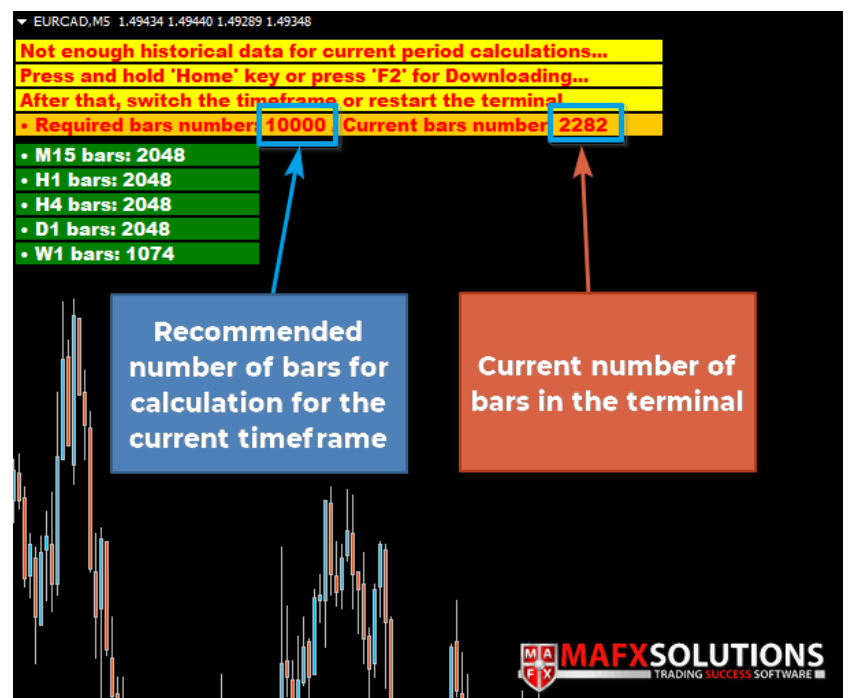 EURCAD,M5 1.49434 1.49440 1.49289 1.49348
Not enough historical data for current period calculations...
Press and hold 'Home' key or press 'F2' for Downloading...
After that, switch the timeframe or restart the terminal
• Required bars number: 10000 Current bars number 2282
• M15 bars: 2048
• H1 bars: 2048
• H4 bars: 2048
• D1 bars: 2048
• W1 bars: 1074
Recommended
number of bars for
calculation for the
current timeframe
Current number of
bars in the terminal
MA
FX
MAFXSOLUTIONS
TRADING SUCCESS SOFTWARE